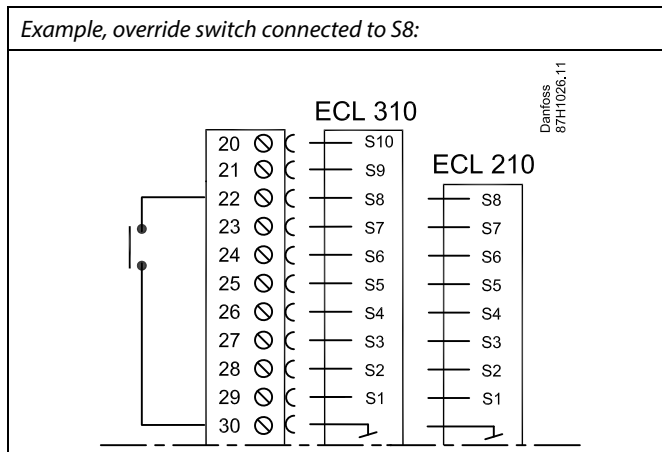 Example, override switch connected to S8:
Danfoss
87H1026.11
ECL 310
ECL 210
20 S10
21 S9
22 S8 S8
23 S7 S7
24 S6 S6
25 S5 S5
26 S4 S4
27 S3 S3
28 S2 S2
29 S1 S1
30